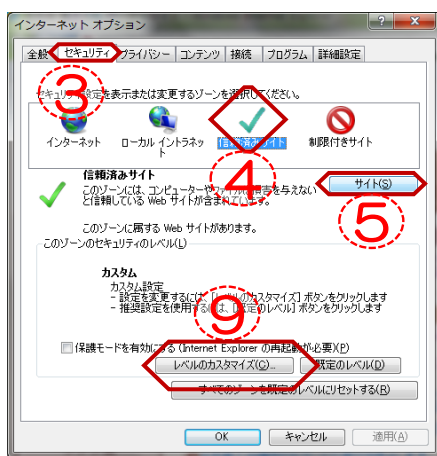 インターネット オプション
全般 セキュリティ プライバシー コンテンツ 接続 プログラム 詳細設定
③
セキュリティ設定を表示または変更するゾーンを選択してください。
インターネット ローカル イントラネット 信頼済みサイト 制限付きサイト
④
信頼済みサイト
サイト(S)
このゾーンには、コンピューターやファイルに損害を与えない
と信頼している Web サイトが含まれています。
⑤
このゾーンに属する Web サイトがあります。
このゾーンのセキュリティのレベル(L)
カスタム
カスタム設定
- 設定を変更するには、[レベルのカスタマイズ] ボタンをクリックします
- 推奨設定を使用するには、[既定のレベル] ボタンをクリックします
⑨
保護モードを有効にする (Internet Explorer の再起動が必要)(P)
レベルのカスタマイズ(C)... 既定のレベル(D)
すべてのゾーンを既定のレベルにリセットする(R)
OK キャンセル 適用(A)